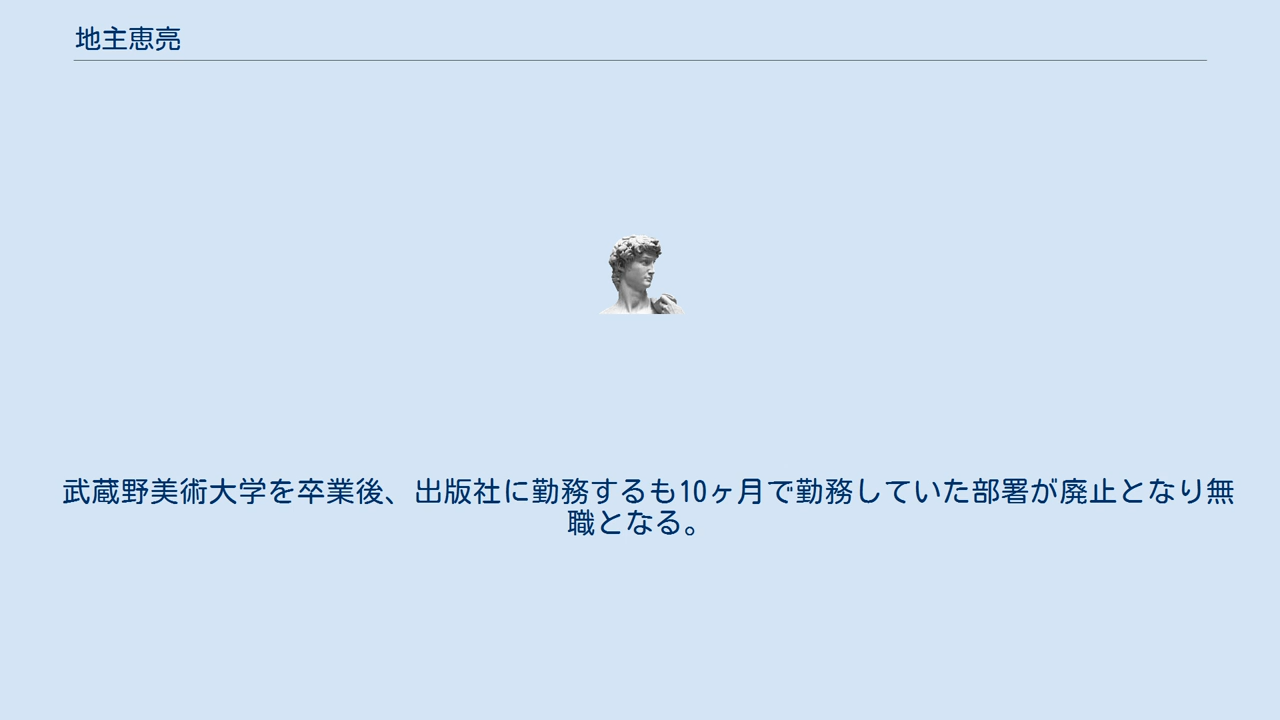 地主恵亮
武蔵野美術大学を卒業後、出版社に勤務するも10ヶ月で勤務していた部署が廃止となり無
職となる。